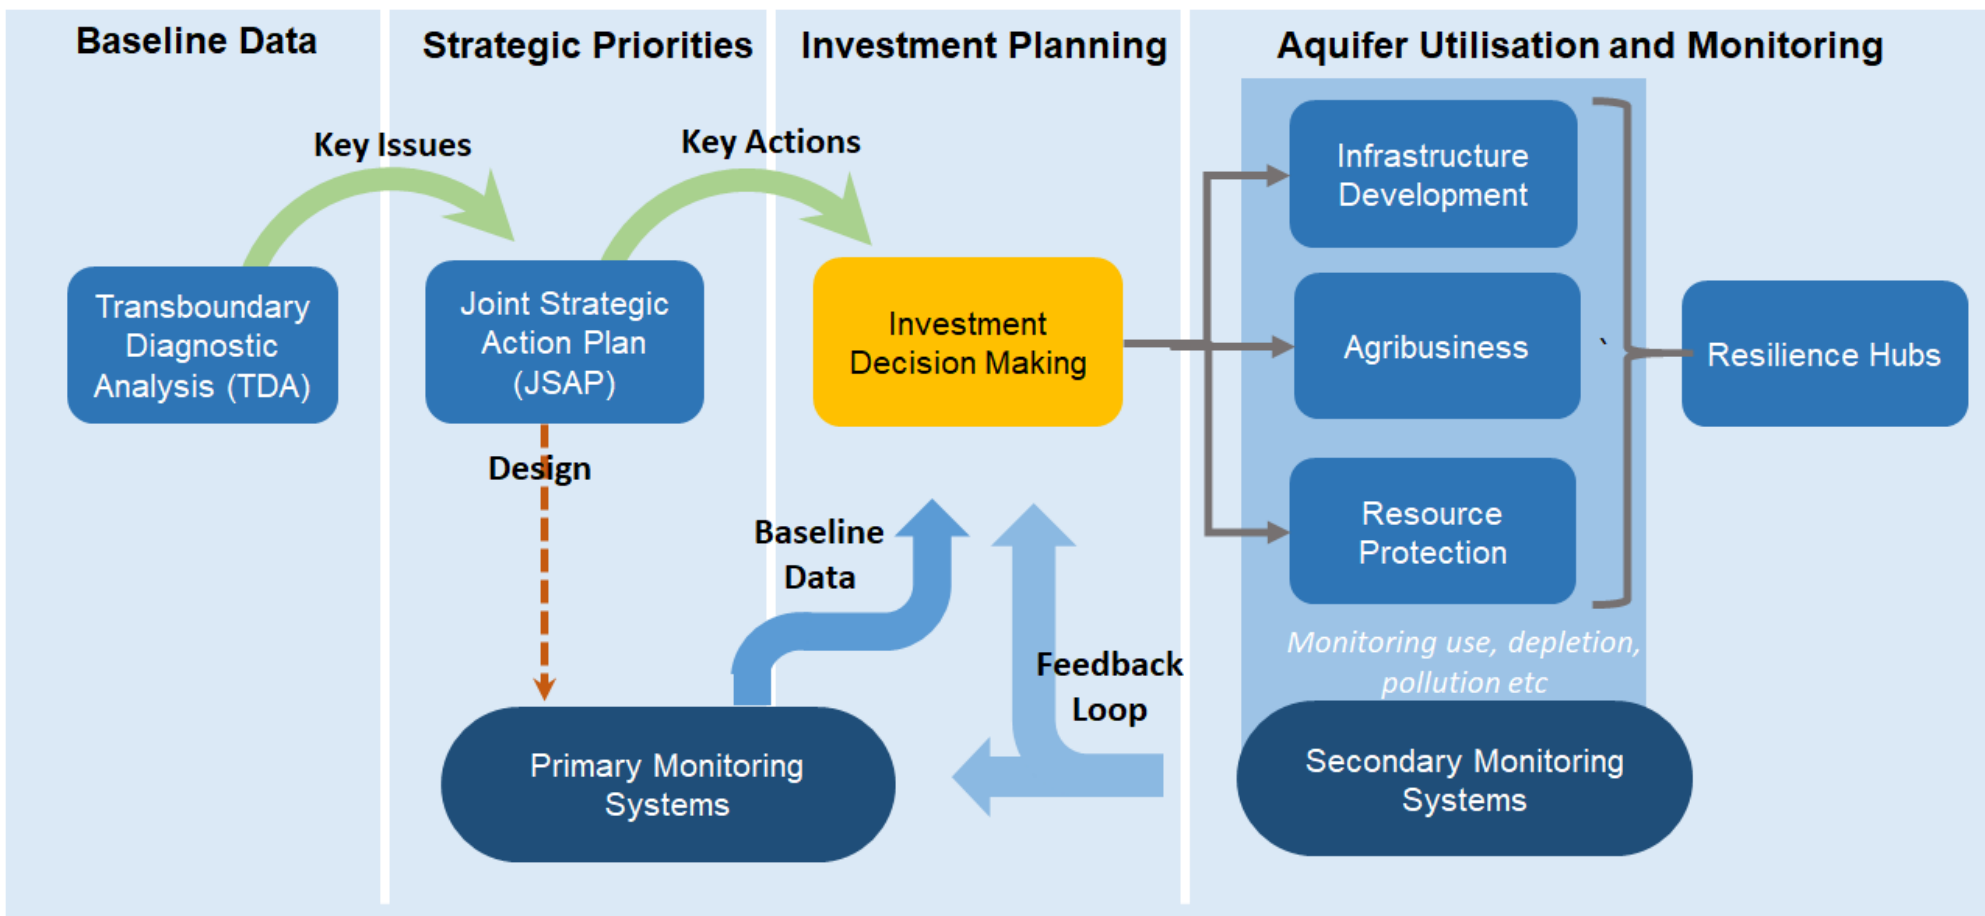 Baseline Data
Strategic Priorities
Investment Planning
Aquifer Utilisation and Monitoring
Key Issues
Key Actions
Transboundary
Diagnostic
Analysis (TDA)
Joint Strategic
Action Plan
(JSAP)
Investment
Decision Making
Infrastructure
Development
Agribusiness
`
Resilience Hubs
Resource
Protection
Design
Baseline
Data
Feedback
Loop
Monitoring use, depletion,
pollution etc
Primary Monitoring
Systems
Secondary Monitoring
Systems